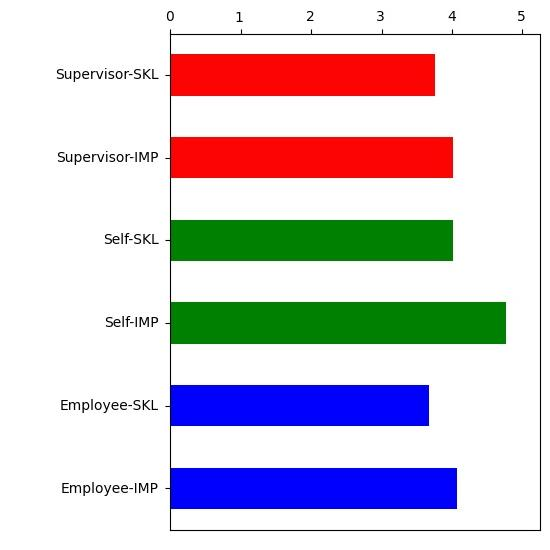 0 1 2 3 4 5
Supervisor-SKL
Supervisor-IMP
Self-SKL
Self-IMP
Employee-SKL
Employee-IMP